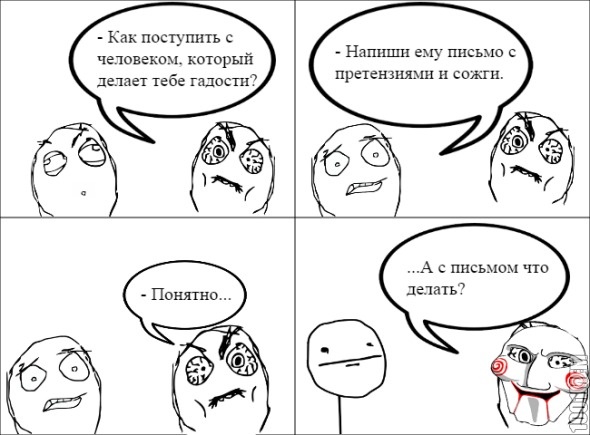 - Как поступить с
человеком, который
делает тебе гадости?
- Напиши ему письмо с
претензиями и сожги.
- Понятно...
...А с письмом что
делать?